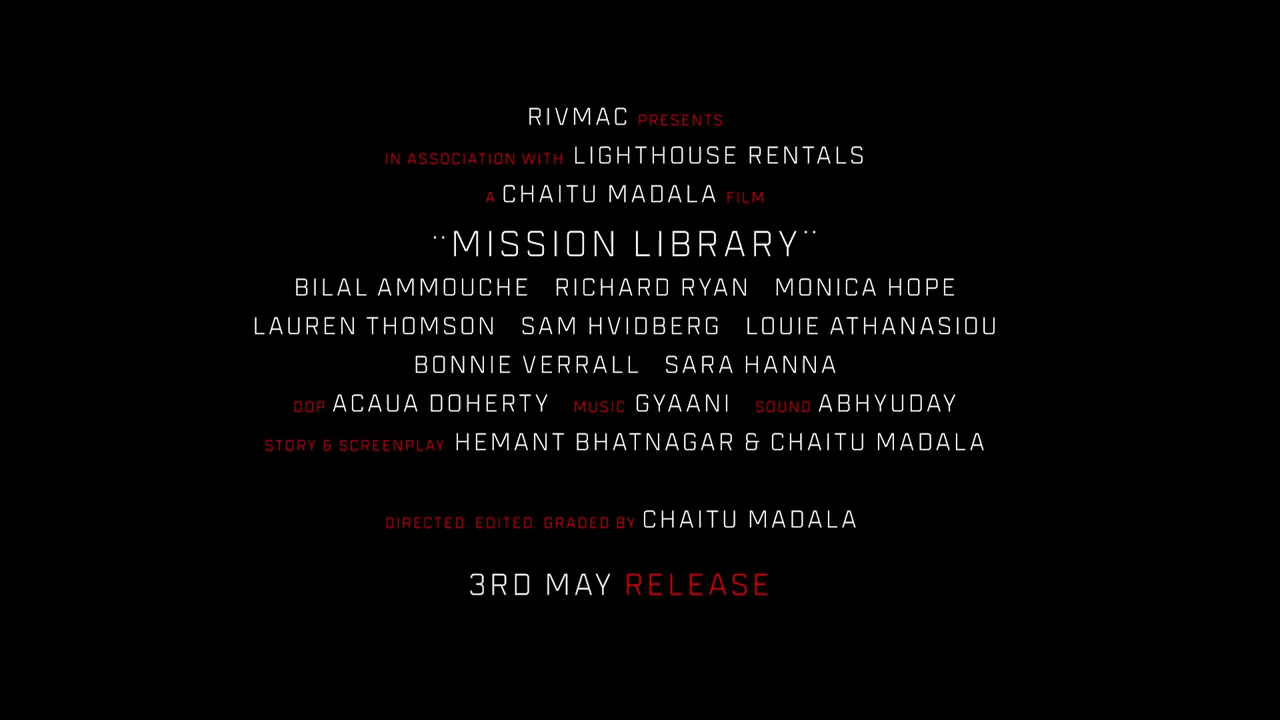 RIVMAC PRESENTS
IN ASSOCIATION WITH LIGHTHOUSE RENTALS
A CHAITU MADALA FILM
¨MISSION LIBRARY¨
BILAL AMMOUCHE RICHARD RYAN MONICA HOPE
LAUREN THOMSON SAM HVIDBERG LOUIE ATHANASIOU
BONNIE VERRALL SARA HANNA
DOP ACAUA DOHERTY MUSIC GYAANI SOUND ABHYUDAY
STORY & SCREENPLAY HEMANT BHATNAGAR & CHAITU MADALA
DIRECTED. EDITED. GRADED BY CHAITU MADALA
3RD MAY RELEASE